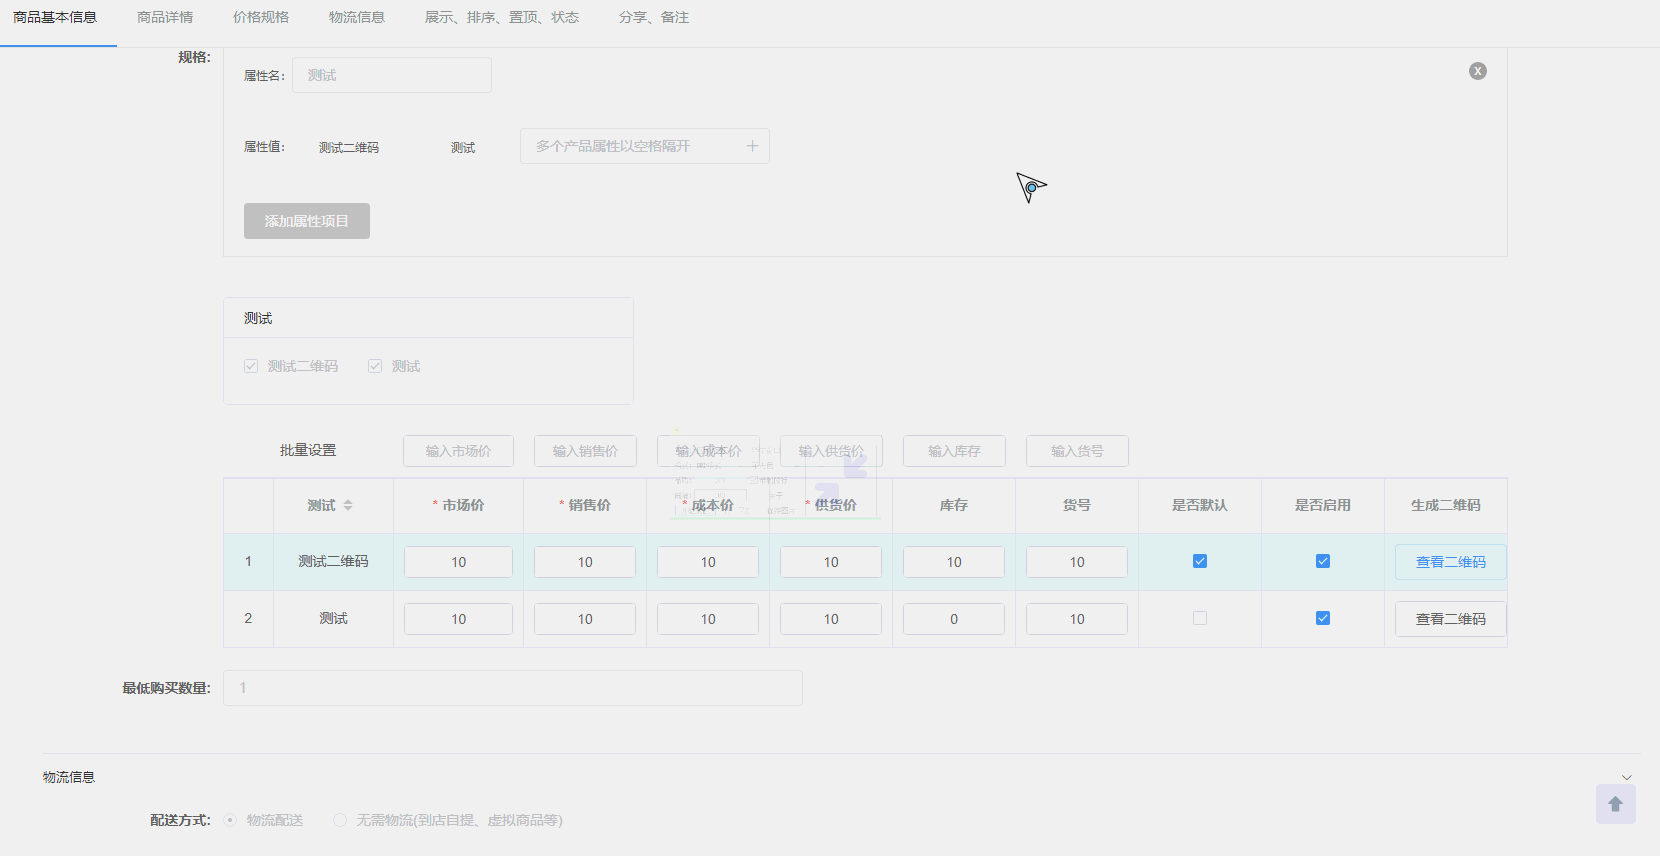 商品基本信息 商品详情 价格规格 物流信息 展示、排序、置顶、状态 分享、备注
规格:
属性名: 测试
X
属性值: 测试二维码 测试 多个产品属性以空格隔开
添加属性项目
测试
测试二维码 测试
批量设置 输入市场价 输入销售价 输入成本价 输入供货价 输入库存 输入货号
测试 * 市场价 * 销售价 * 成本价 * 供货价 库存 货号 是否默认 是否启用 生成二维码
1 测试二维码 10 10 10 10 10 10 查看二维码
2 测试 10 10 10 10 0 10 查看二维码
最低购买数量: 1
物流信息
配送方式: 物流配送 无需物流(到店自提、虚拟商品等)